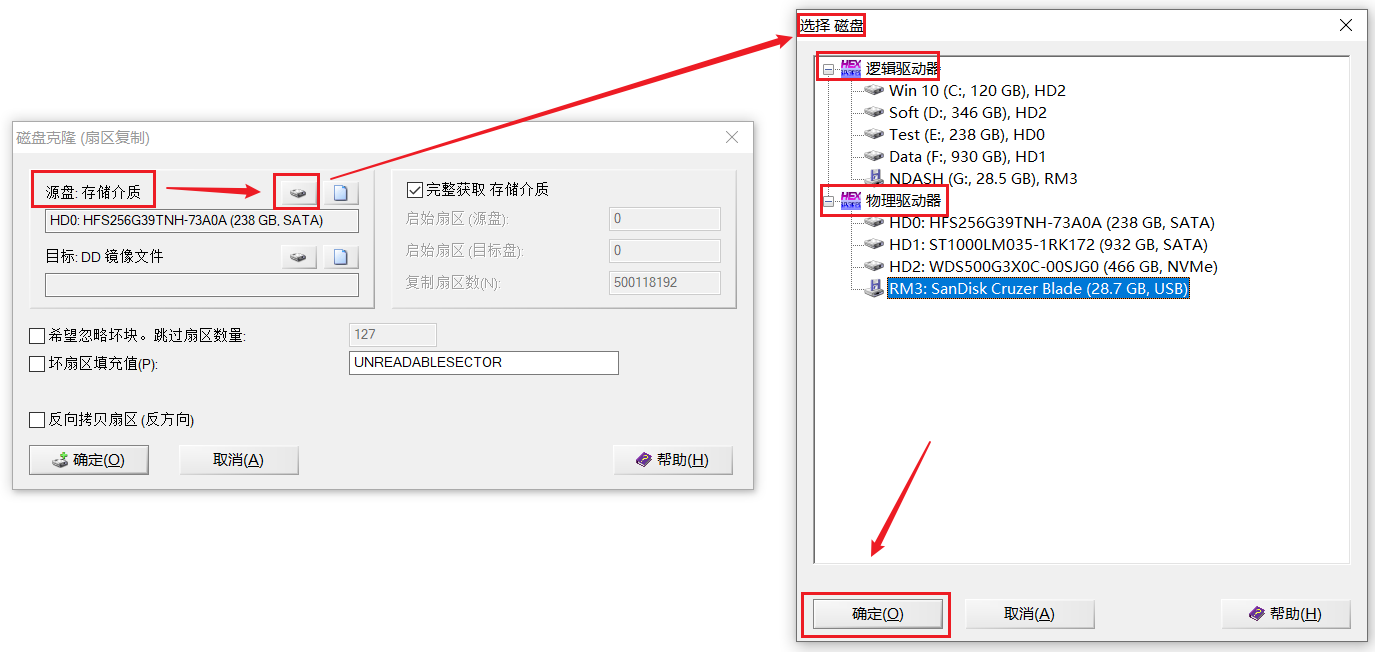 磁盘克隆 (扇区复制)
源盘: 存储介质
HD0: HFS256G39TNH-73A0A (238 GB, SATA)
目标: DD 镜像文件
完整获取 存储介质
启始扇区 (源盘): 0
启始扇区 (目标盘): 0
复制扇区数(N): 500118192
希望忽略坏块。跳过扇区数量: 127
坏扇区填充值(P): UNREADABLESECTOR
反向拷贝扇区 (反方向)
确定(O) 取消(A) 帮助(H)
选择 磁盘
逻辑驱动器
Win 10 (C:, 120 GB), HD2
Soft (D:, 346 GB), HD2
Test (E:, 238 GB), HD0
Data (F:, 930 GB), HD1
NDASH (G:, 28.5 GB), RM3
物理驱动器
HD0: HFS256G39TNH-73A0A (238 GB, SATA)
HD1: ST1000LM035-1RK172 (932 GB, SATA)
HD2: WDS500G3X0C-00SJG0 (466 GB, NVMe)
RM3: SanDisk Cruzer Blade (28.7 GB, USB)
确定(O) 取消(A) 帮助(H)